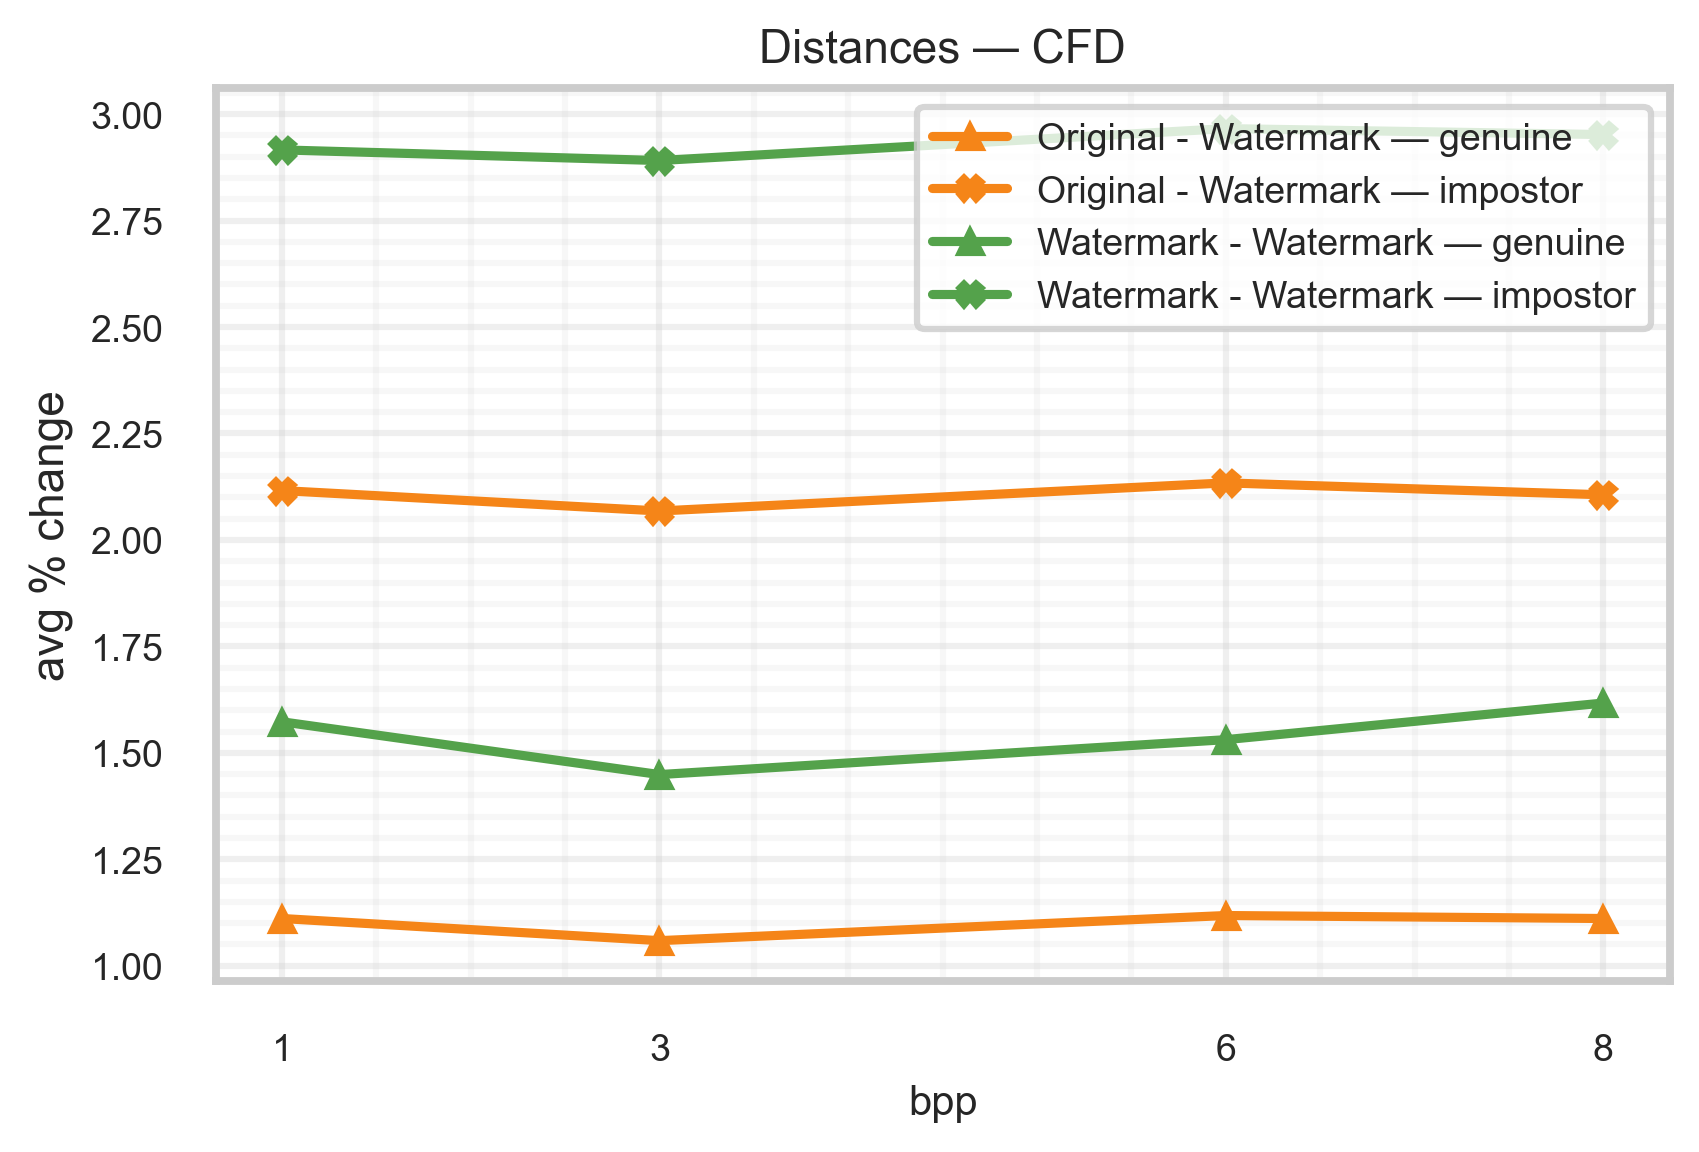 Distances — CFD
3.00
2.75
2.50
2.25
2.00
1.75
1.50
1.25
1.00
avg % change
Original - Watermark — genuine
Original - Watermark — impostor
Watermark - Watermark — genuine
Watermark - Watermark — impostor
1 3 6 8
bpp